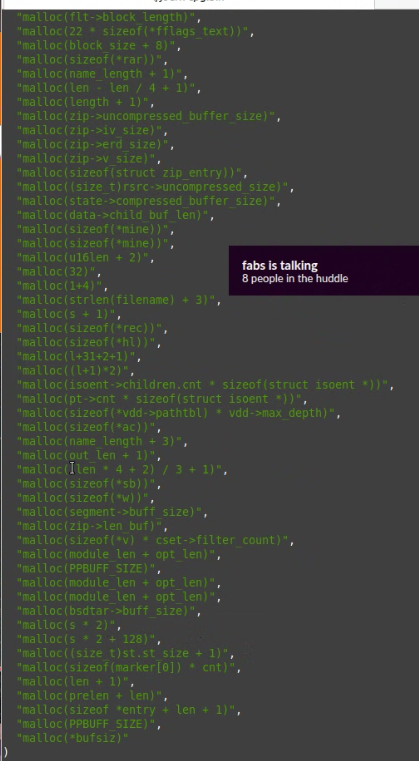 "malloc(flt->block_length)",
"malloc(22 * sizeof(*fflags_text))",
"malloc(block_size + 8)",
"malloc(sizeof(*rar))",
"malloc(name_length + 1)",
"malloc(len - len / 4 + 1)",
"malloc(length + 1)",
"malloc(zip->uncompressed_buffer_size)",
"malloc(zip->iv_size)",
"malloc(zip->erd_size)",
"malloc(zip->v_size)",
"malloc(sizeof(struct zip_entry))",
"malloc((size_t)rsrc->uncompressed_size)",
"malloc(state->compressed_buffer_size)",
"malloc(data->child_buf_len)",
"malloc(sizeof(*mine))",
"malloc(sizeof(*mine))",
"malloc(u16len + 2)",
"malloc(32)",
"malloc(1+4)",
"malloc(strlen(filename) + 3)",
"malloc(s + 1)",
"malloc(sizeof(*rec))",
"malloc(sizeof(*hl))",
"malloc(l+31+2+1)",
"malloc((l+1)*2)",
"malloc(isoent->children.cnt * sizeof(struct isoent *))",
"malloc(pt->cnt * sizeof(struct isoent *))",
"malloc(sizeof(*vdd->pathtbl) * vdd->max_depth)",
"malloc(sizeof(*ac))",
"malloc(name_length + 3)",
"malloc(out_len + 1)",
"malloc((len * 4 + 2) / 3 + 1)",
"malloc(sizeof(*sb))",
"malloc(sizeof(*w))",
"malloc(segment->buff_size)",
"malloc(zip->len_buf)",
"malloc(sizeof(*v) * cset->filter_count)",
"malloc(module_len + opt_len)",
"malloc(PPBUFF_SIZE)",
"malloc(module_len + opt_len)",
"malloc(module_len + opt_len)",
"malloc(bsdtar->buff_size)",
"malloc(s * 2)",
"malloc(s * 2 + 128)",
"malloc((size_t)st.st_size + 1)",
"malloc(sizeof(marker[0]) * cnt)",
"malloc(len + 1)",
"malloc(prelen + len)",
"malloc(sizeof *entry + len + 1)",
"malloc(PPBUFF_SIZE)",
"malloc(*bufsiz)"
)
fabs is talking
8 people in the huddle